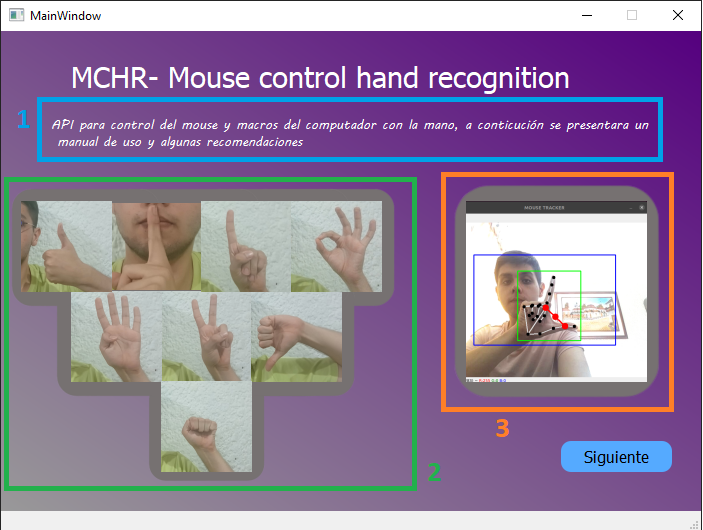 MainWindow
MCHR- Mouse control hand recognition
1
API para control del mouse y macros del computador con la mano, a conticución se presentara un
manual de uso y algunas recomendaciones
MOUSE TRACKER
3
Siguiente
2